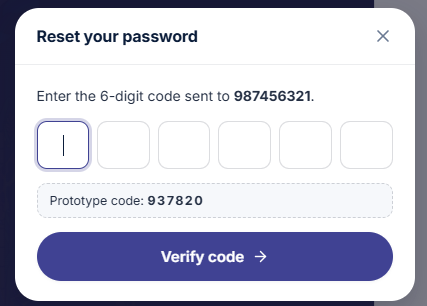 Reset your password
Enter the 6-digit code sent to 987456321.
Prototype code: 937820
Verify code →